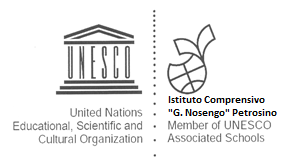 UNESCO
United Nations
Educational, Scientific and
Cultural Organization
Istituto Comprensivo
"G. Nosengo" Petrosino
Member of UNESCO
Associated Schools